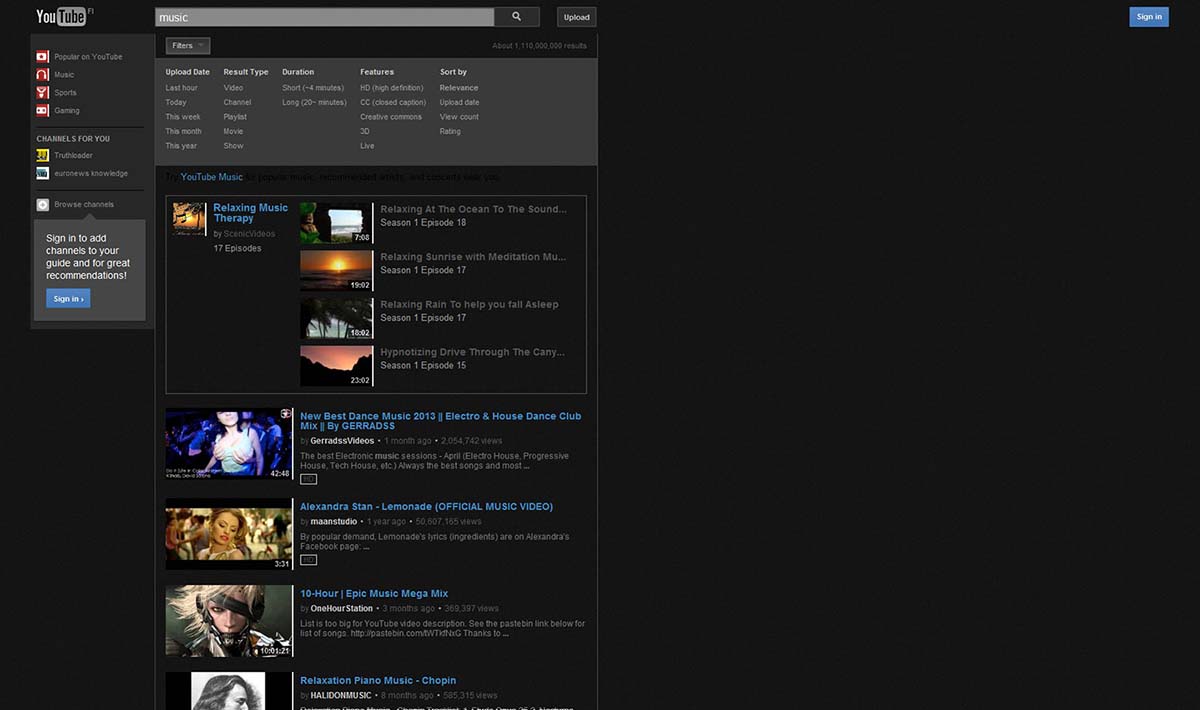 YouTube FI
music
Upload
Sign in
Popular on YouTube
Music
Sports
Gaming
CHANNELS FOR YOU
Truthloader
euronews knowledge
Browse channels
Sign in to add
channels to your
guide and for great
recommendations!
Sign in ›
Filters
About 1,110,000,000 results
Upload Date
Last hour
Today
This week
This month
This year
Result Type
Video
Channel
Playlist
Movie
Show
Duration
Short (~4 minutes)
Long (20~ minutes)
Features
HD (high definition)
CC (closed caption)
Creative commons
3D
Live
Sort by
Relevance
Upload date
View count
Rating
Try YouTube Music for popular music, recommended artists, and concerts near you.
Relaxing Music
Therapy
by ScenicVideos
17 Episodes
7:08
Relaxing At The Ocean To The Sound...
Season 1 Episode 18
19:02
Relaxing Sunrise with Meditation Mu...
Season 1 Episode 17
18:02
Relaxing Rain To help you fall Asleep
Season 1 Episode 17
23:02
Hypnotizing Drive Through The Cany...
Season 1 Episode 15
42:48
New Best Dance Music 2013 || Electro & House Dance Club
Mix || By GERRADSS
by GerradssVideos • 1 month ago • 2,054,742 views
The best Electronic music sessions - April (Electro House, Progressive
House, Tech House, etc.) Always the best songs and most ...
HD
3:31
Alexandra Stan - Lemonade (OFFICIAL MUSIC VIDEO)
by maanstudio • 1 year ago • 50,607,165 views
By popular demand, Lemonade's lyrics (ingredients) are on Alexandra's
Facebook page: ...
HD
10:01:21
10-Hour | Epic Music Mega Mix
by OneHourStation • 3 months ago • 369,397 views
List is too big for YouTube video description. See the pastebin link below for
list of songs. http://pastebin.com/tWTkfNxG Thanks to ...
Relaxation Piano Music - Chopin
by HALIDONMUSIC • 8 months ago • 585,315 views